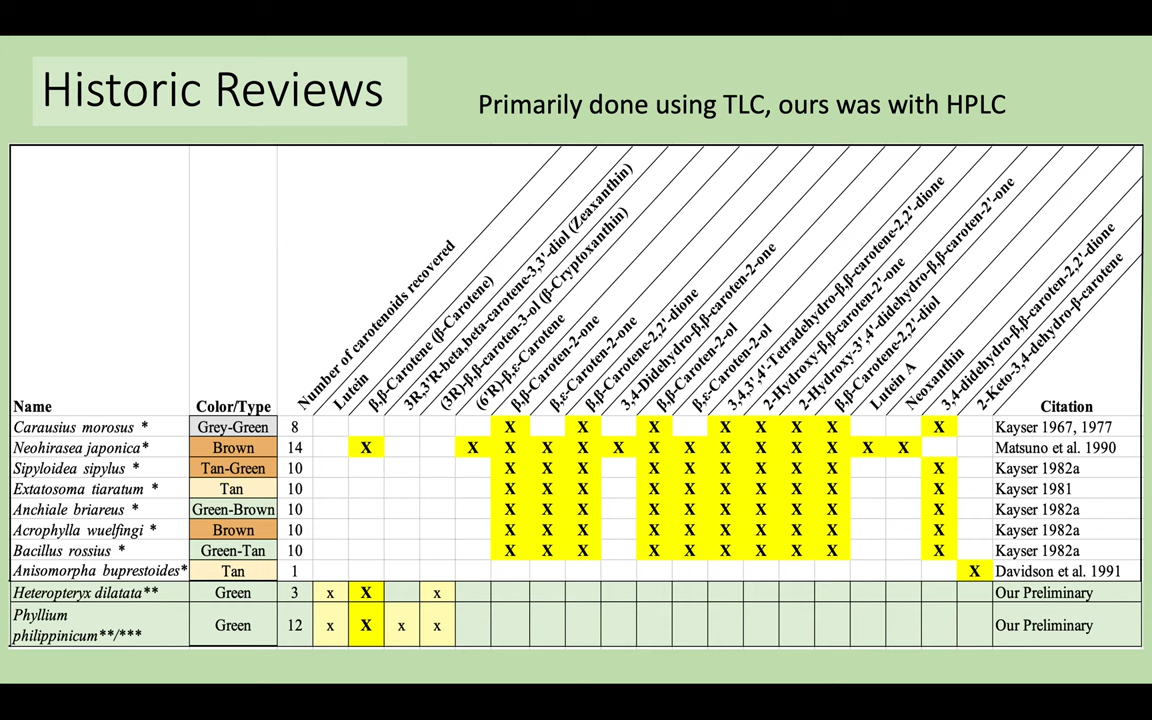 Historic Reviews
Primarily done using TLC, ours was with HPLC
Name
Color/Type
Number of carotenoids recovered
Lutein
β,β-Carotene (β-Carotene)
3R,3'R-beta,beta-carotene-3,3'-diol (Zeaxanthin)
(3R)-β,β-caroten-3-ol (β-Cryptoxanthin)
(6'R)-β,ε-Carotene
β,β-Caroten-2-one
β,ε-Caroten-2-one
β,β-Carotene-2,2'-dione
3,4-Didehydro-β,β-caroten-2-one
β,β-Caroten-2-ol
β,ε-Caroten-2-ol
3,4,3',4'-Tetradehydro-β,β-carotene-2,2'-dione
2-Hydroxy-β,β-caroten-2'-one
2-Hydroxy-3',4'-didehydro-β,β-caroten-2'-one
β,β-Carotene-2,2'-diol
Lutein A
Neoxanthin
3,4-didehydro-β,β-caroten-2,2'-dione
2-Keto-3,4-dehydro-β-carotene
Citation
Carausius morosus * Grey-Green 8 X X X X X X X X Kayser 1967, 1977
Neohirasea japonica* Brown 14 X X X X X X X X X X X X X X Matsuno et al. 1990
Sipyloidea sipylus * Tan-Green 10 X X X X X X X X X X Kayser 1982a
Extatosoma tiaratum * Tan 10 X X X X X X X X X X Kayser 1981
Anchiale briareus * Green-Brown 10 X X X X X X X X X X Kayser 1982a
Acrophylla wuelfingi * Brown 10 X X X X X X X X X X Kayser 1982a
Bacillus rossius * Green-Tan 10 X X X X X X X X X X Kayser 1982a
Anisomorpha buprestoides* Tan 1 X Davidson et al. 1991
Heteropteryx dilatata** Green 3 x X x Our Preliminary
Phyllium
philippinicum**/*** Green 12 x X x x Our Preliminary